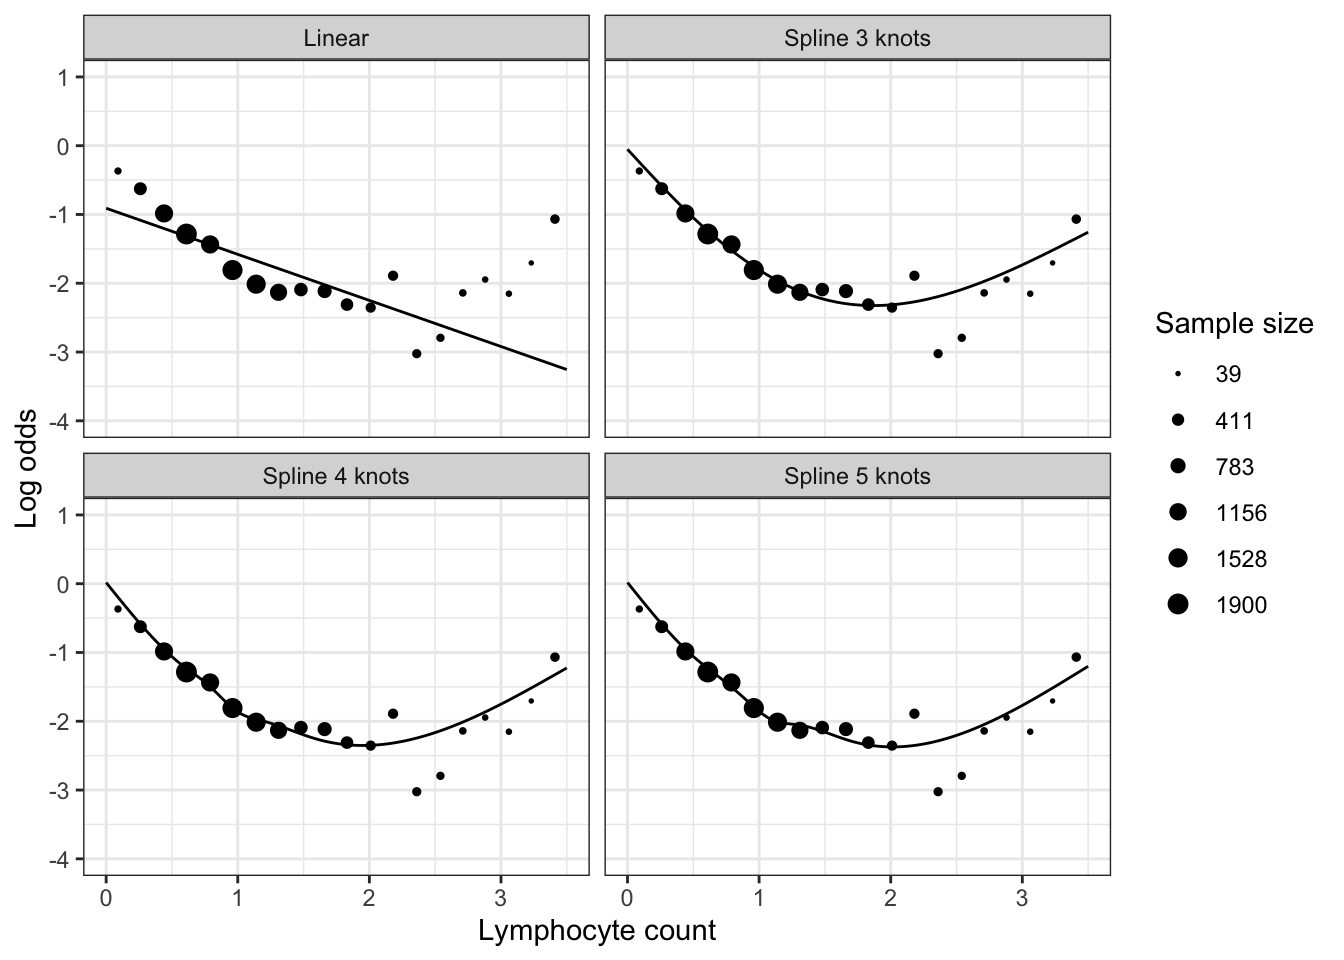 Linear
Spline 3 knots
1
0
-1
-2
-3
-4
Spline 4 knots
Spline 5 knots
1
0
-1
-2
-3
-4
0 1 2 3
0 1 2 3
Lymphocyte count
Log odds
Sample size
39
411
783
1156
1528
1900